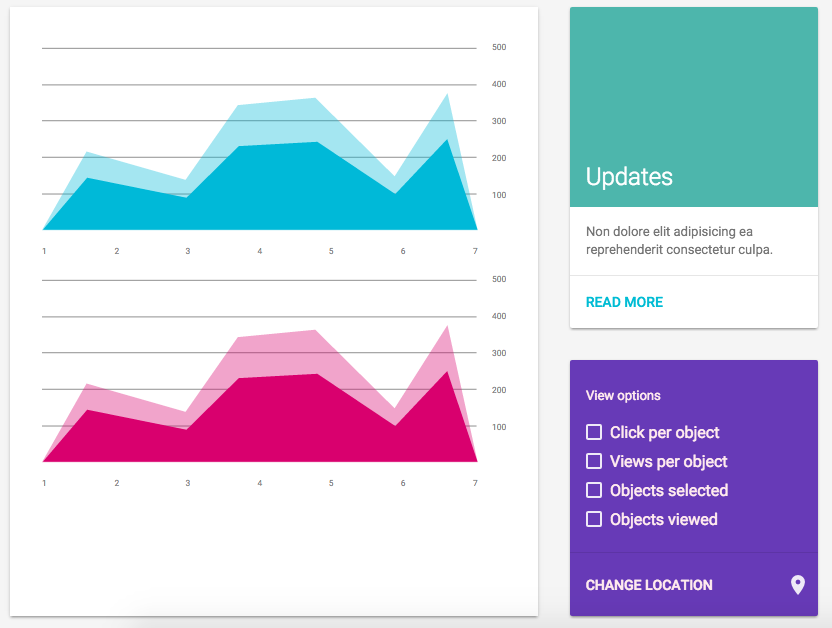 500
400
300
200
100
1 2 3 4 5 6 7
500
400
300
200
100
1 2 3 4 5 6 7
Updates
Non dolore elit adipisicing ea
reprehenderit consectetur culpa.
READ MORE
View options
Click per object
Views per object
Objects selected
Objects viewed
CHANGE LOCATION